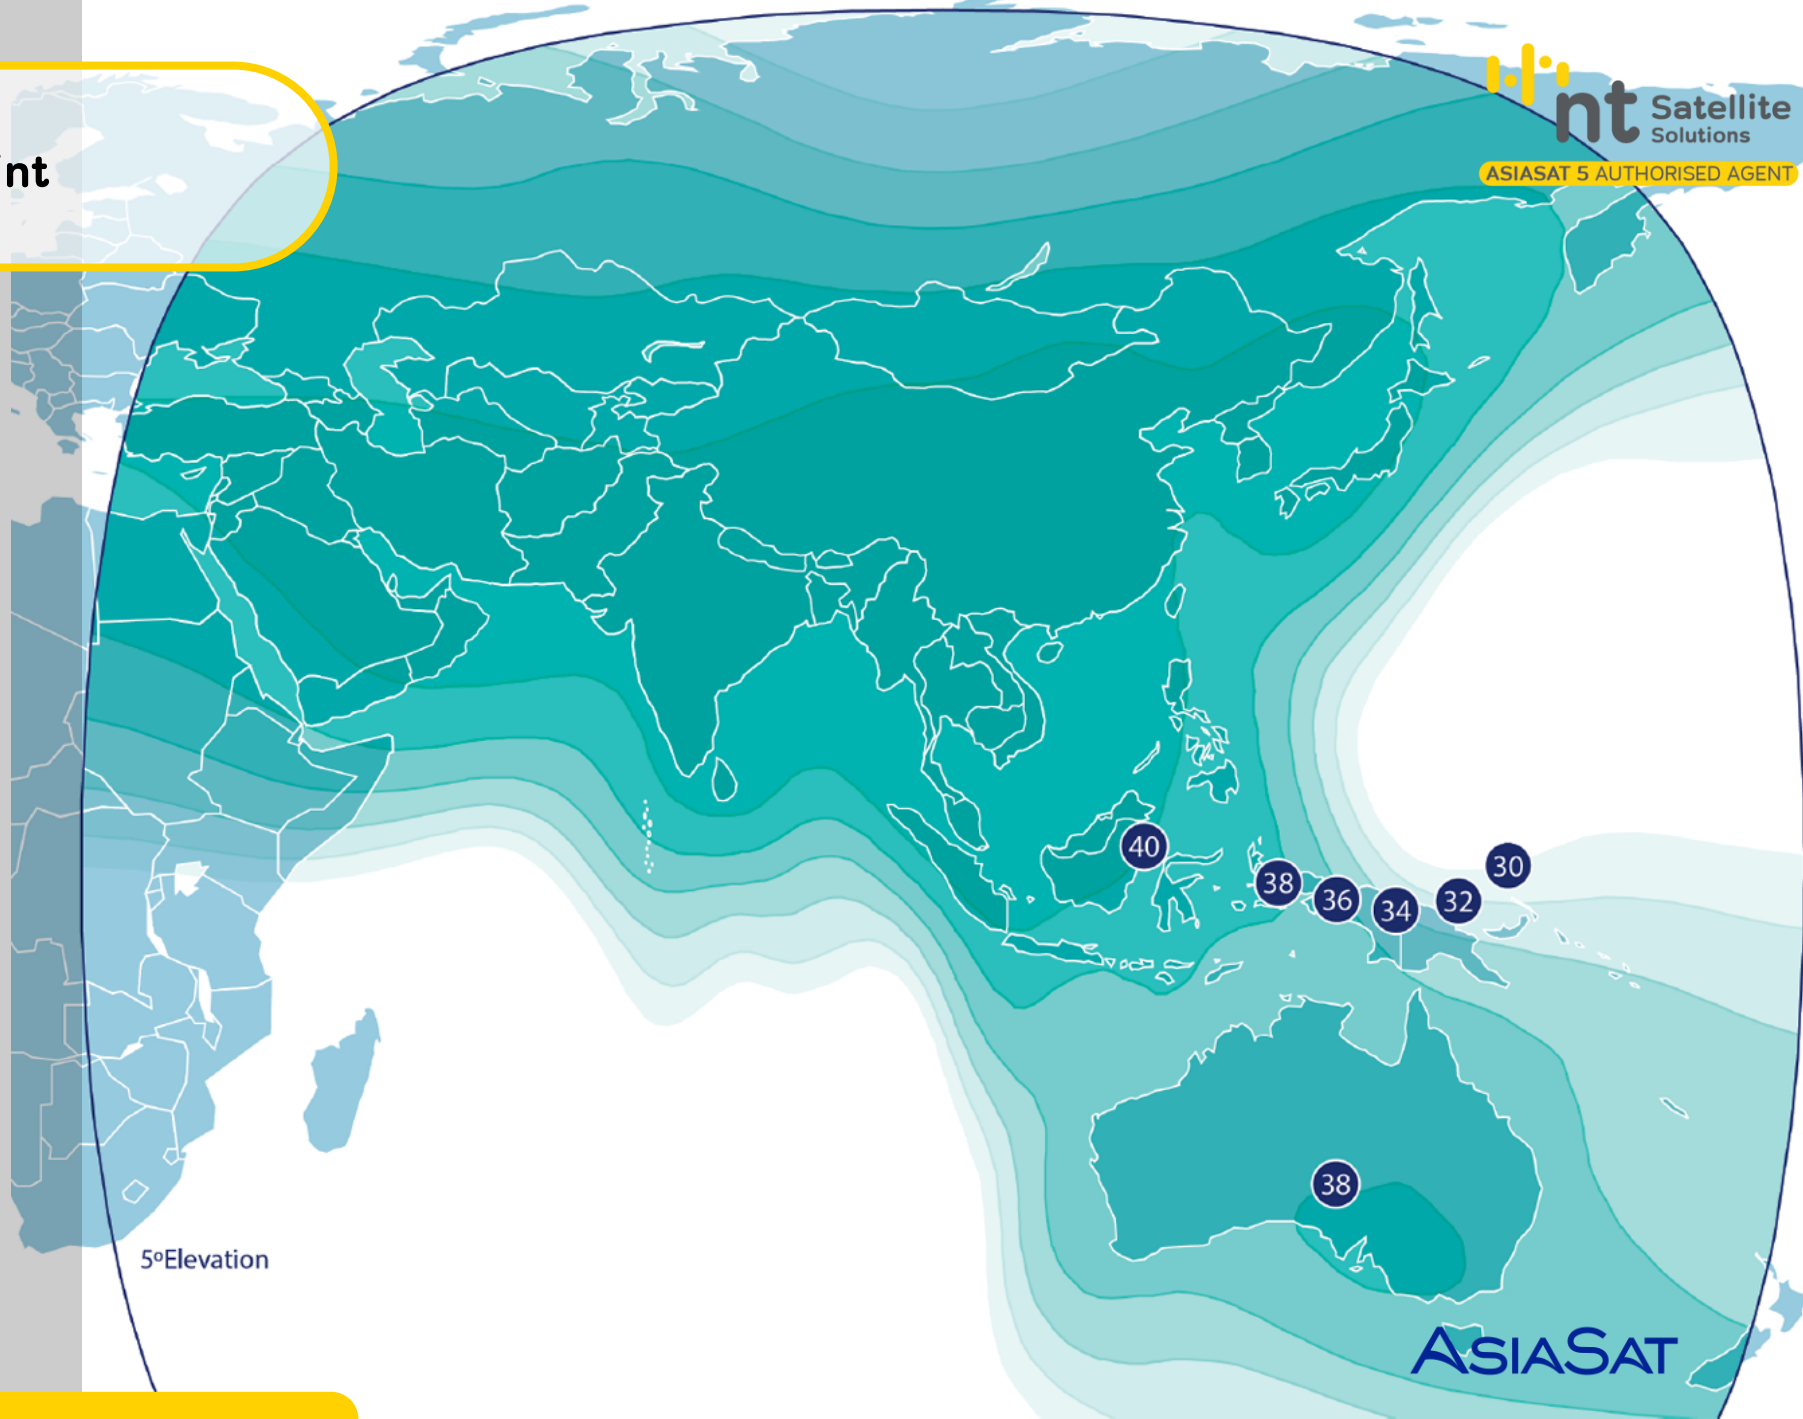 nt
nt Satellite
Solutions
ASIASAT 5 AUTHORISED AGENT
40
38
36
34
32
30
38
5ºElevation
ASIASAT